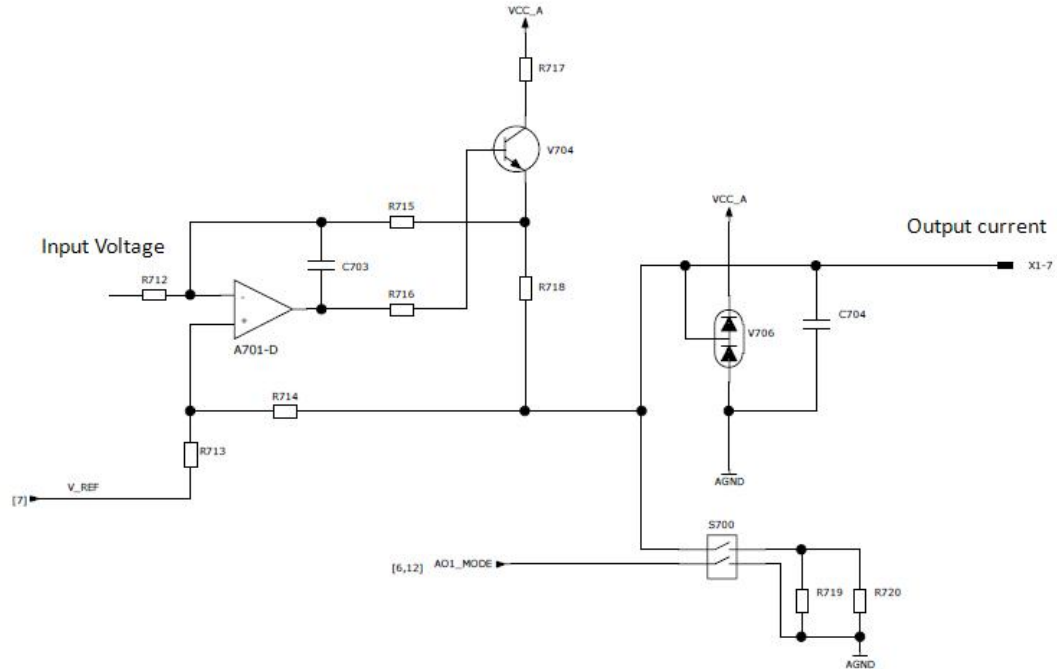 VCC_A
R717
V704
R715
VCC_A
Output current
Input Voltage
X1-7
R712
C703
R716
R718
-
+
V706
C704
A701-D
R714
R713
V_REF
[7]
AGND
S700
[6,12] AO1_MODE
R719
R720
AGND